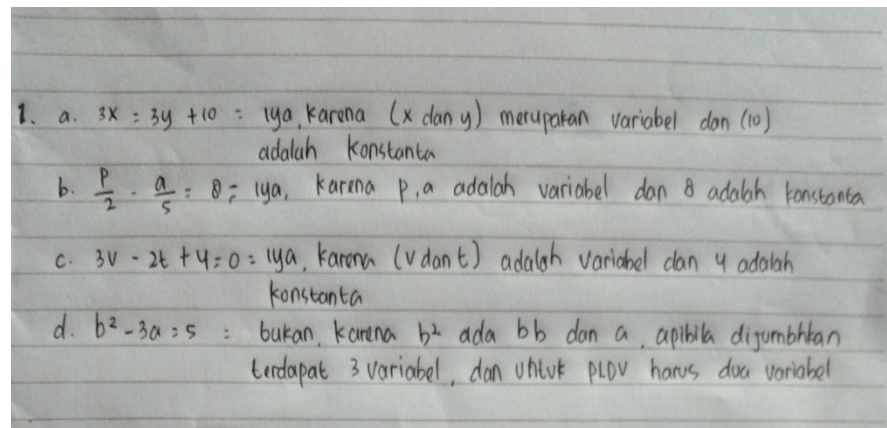 1. a. 3x = 3y + 10 = iya, karena (x dan y) merupakan variabel dan (10)
adalah konstanta
b. p/2 - a/5 = 8 = iya, karena p, a adalah variabel dan 8 adalah konstanta
c. 3v - 2t + 4 = 0 = iya, karena (v dan t) adalah variabel dan 4 adalah
konstanta
d. b² - 3a = 5 = bukan, karena b² ada bb dan a, apibila dijumbhkan
terdapat 3 variabel, dan untuk PLDV harus dua variabel